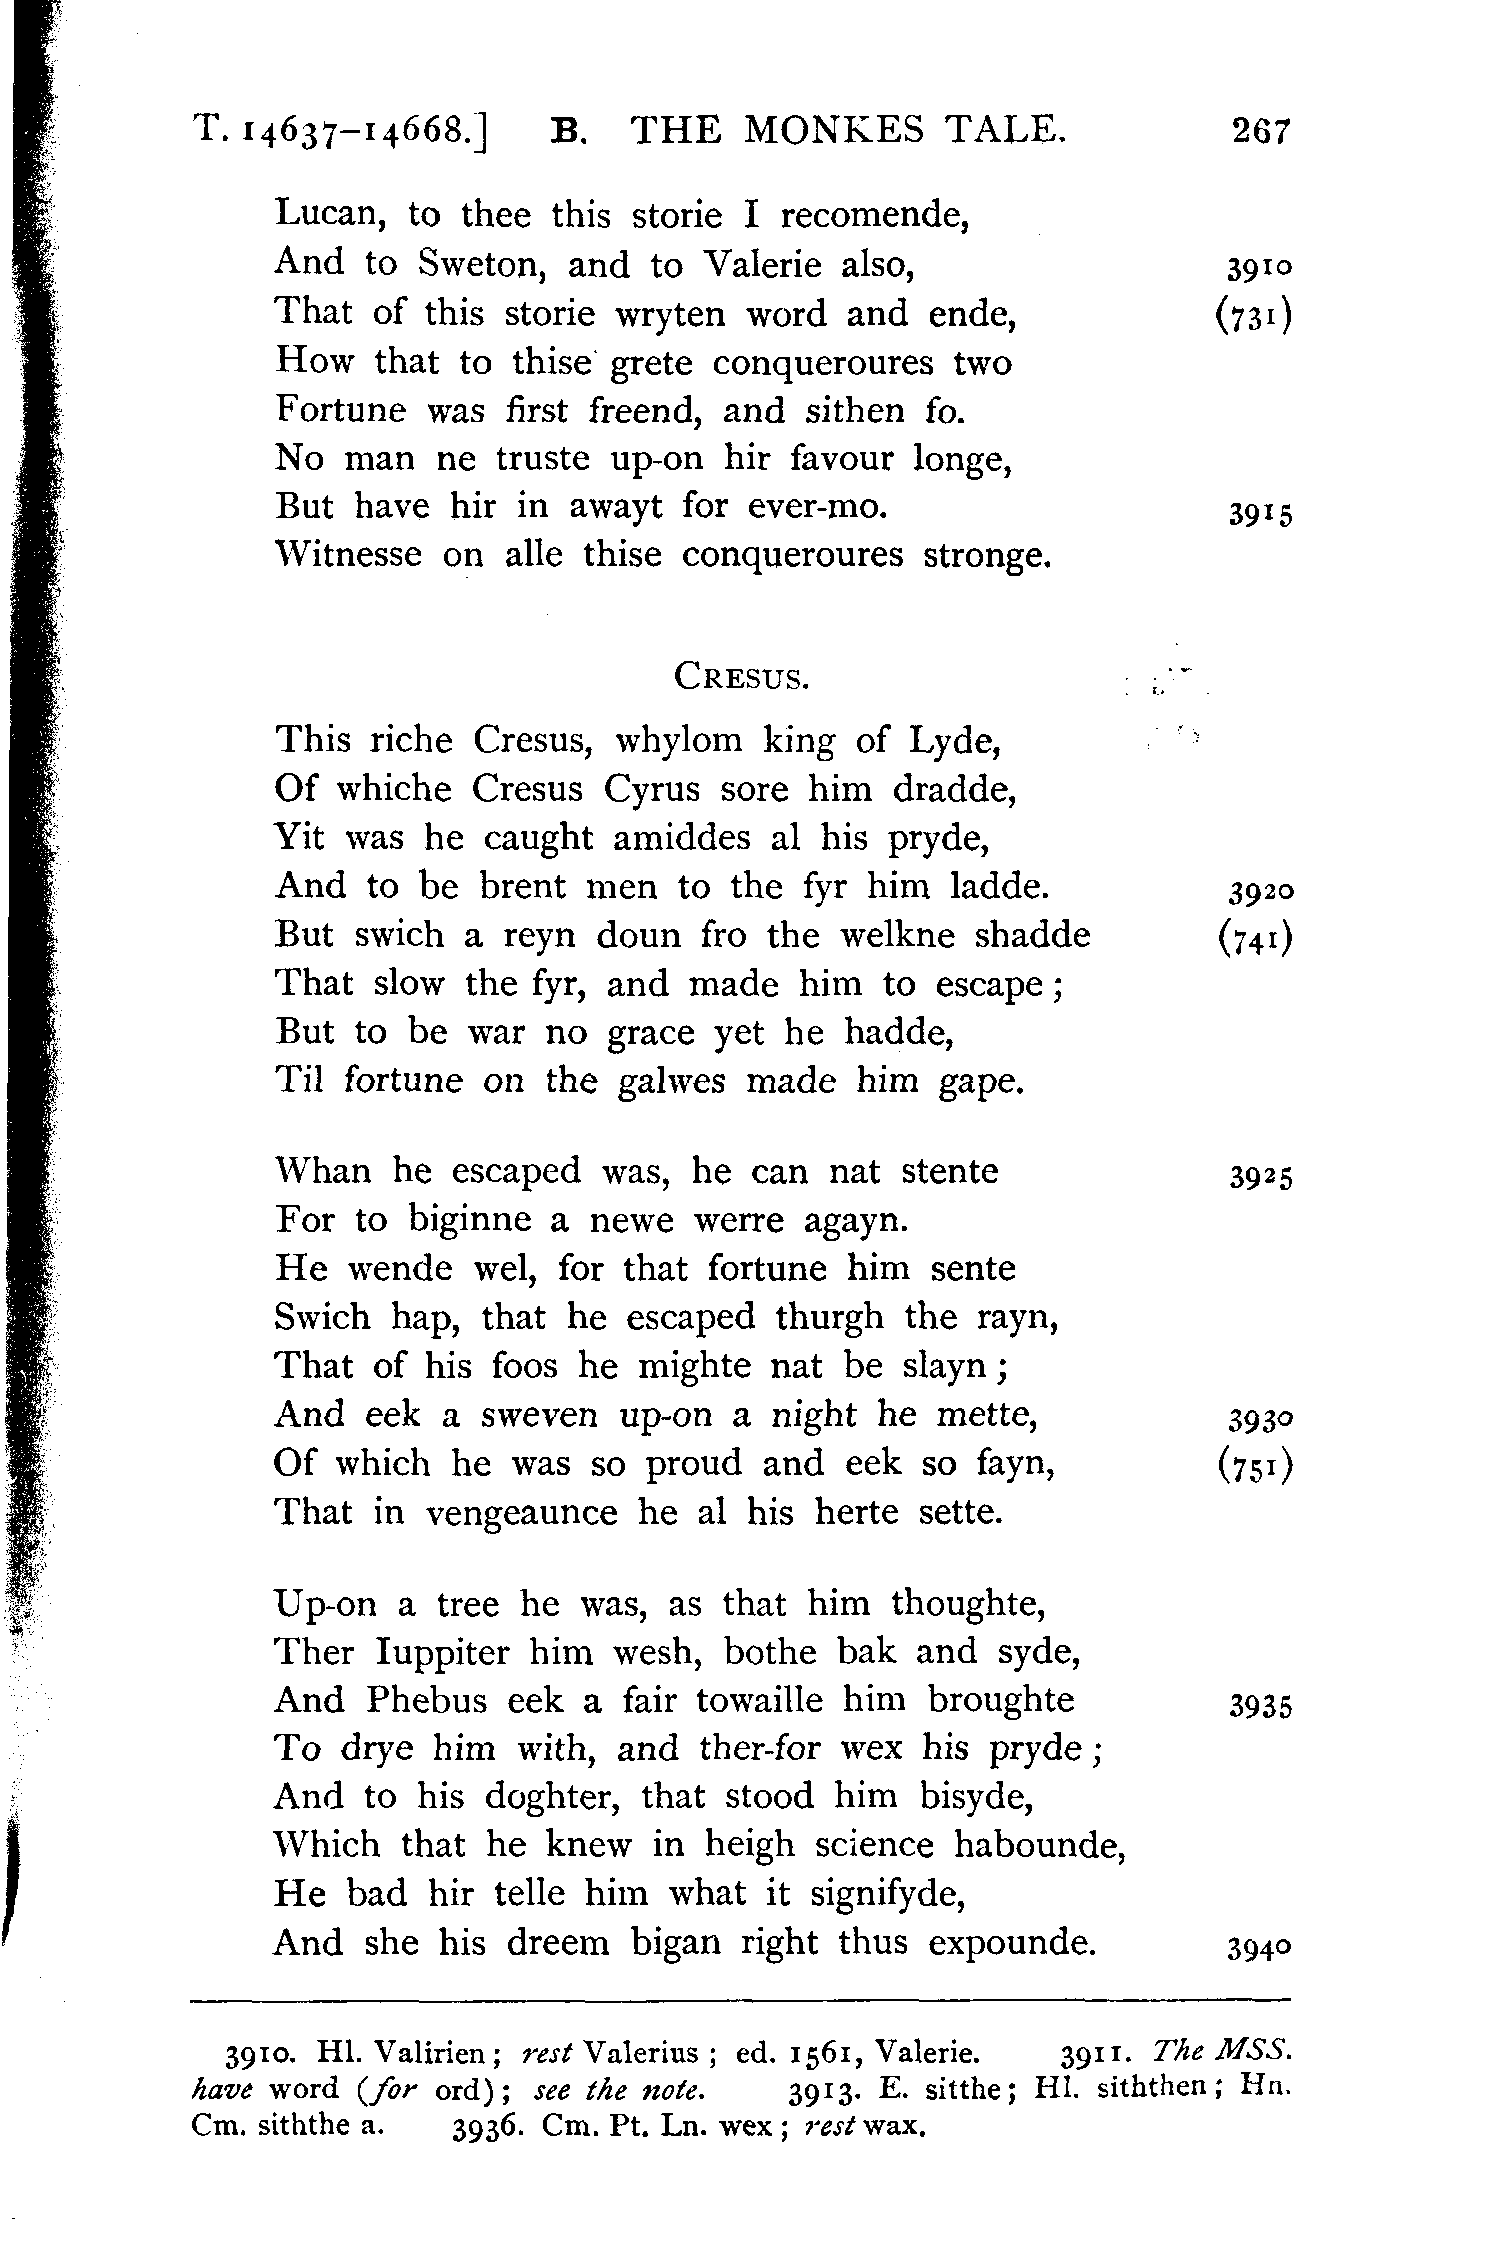 T. 14637–14668.] B. THE MONKES TALE. 267
Lucan, to thee this storie I recomende,
And to Sweton, and to Valerie also, 3910
That of this storie wryten word and ende, (731)
How that to thise grete conqueroures two
Fortune was first freend, and sithen fo.
No man ne truste up-on hir favour longe,
But have hir in awayt for ever-mo. 3915
Witnesse on alle thise conqueroures stronge.
CRESUS.
This riche Cresus, whylom king of Lyde,
Of whiche Cresus Cyrus sore him dradde,
Yit was he caught amiddes al his pryde,
And to be brent men to the fyr him ladde. 3920
But swich a reyn doun fro the welkne shadde (741)
That slow the fyr, and made him to escape ;
But to be war no grace yet he hadde,
Til fortune on the galwes made him gape.
Whan he escaped was, he can nat stente 3925
For to biginne a newe werre agayn.
He wende wel, for that fortune him sente
Swich hap, that he escaped thurgh the rayn,
That of his foos he mighte nat be slayn ;
And eek a sweven up-on a night he mette, 3930
Of which he was so proud and eek so fayn, (751)
That in vengeaunce he al his herte sette.
Up-on a tree he was, as that him thoughte,
Ther Iuppiter him wesh, bothe bak and syde,
And Phebus eek a fair towaille him broughte 3935
To drye him with, and ther-for wex his pryde ;
And to his doghter, that stood him bisyde,
Which that he knew in heigh science habounde,
He bad hir telle him what it signifyde,
And she his dreem bigan right thus expounde. 3940
3910. Hl. Valirien ; rest Valerius ; ed. 1561, Valerie. 3911. The MSS.
have word (for ord) ; see the note. 3913. E. sitthe ; Hl. siththen ; Hn.
Cm. siththe a. 3936. Cm. Pt. Ln. wex ; rest wax.